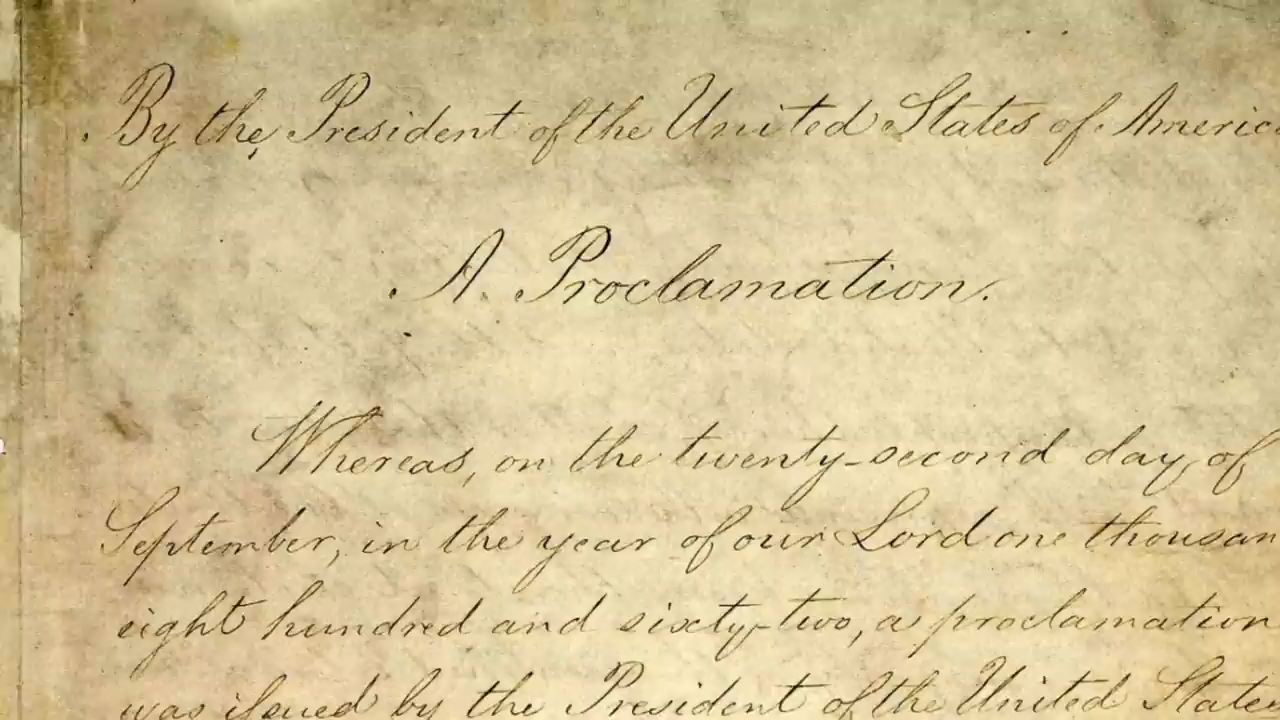 By the President of the United States of Americ
A Proclamation.
Whereas, on the twenty-second day of
September, in the year of our Lord one thousan
eight hundred and sixty-two, a proclamation
was issued by the President of the United States